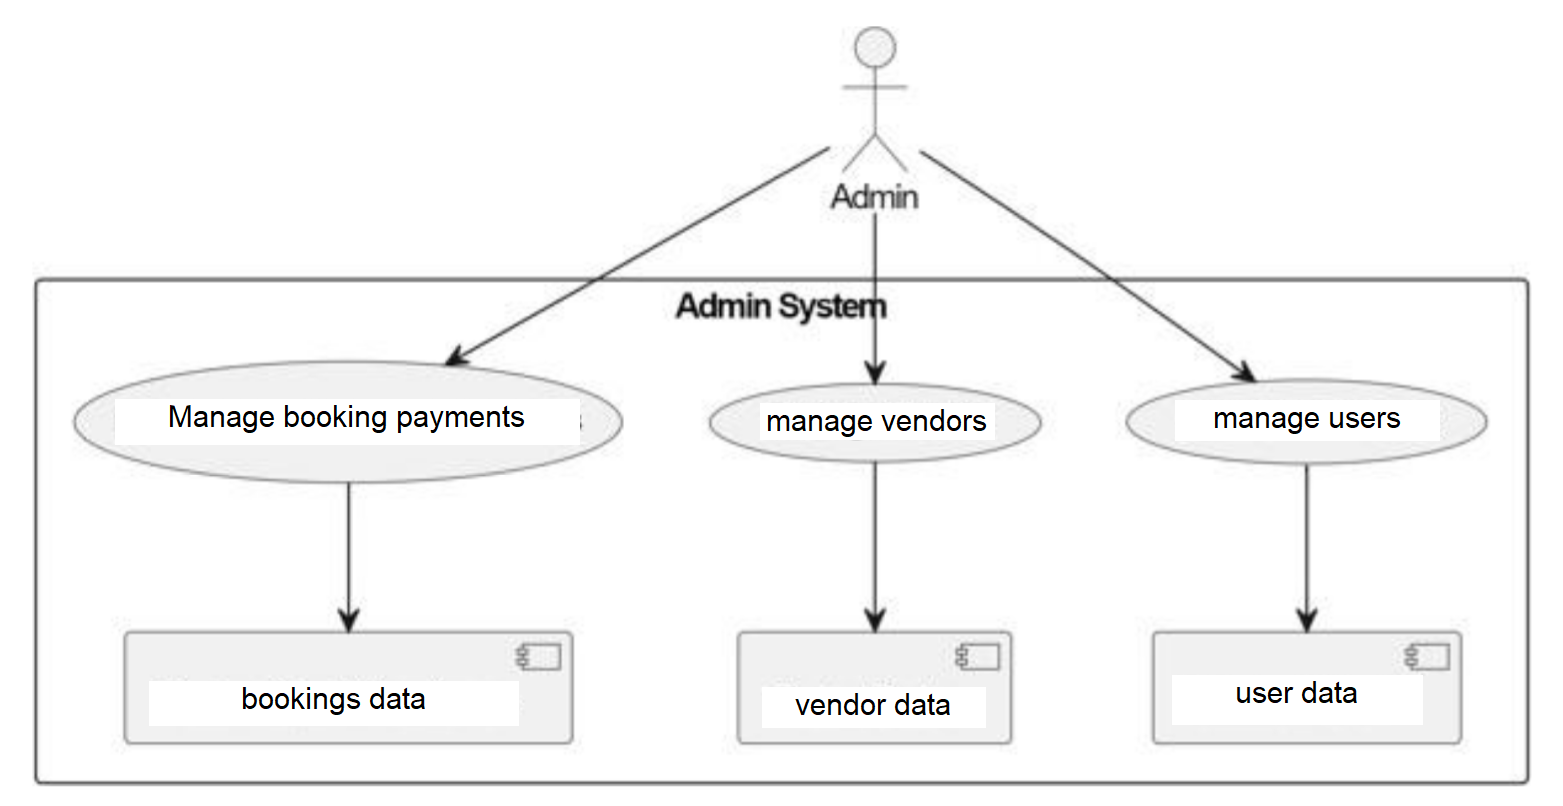 Admin
Admin System
Manage booking payments
manage vendors
manage users
bookings data
vendor data
user data